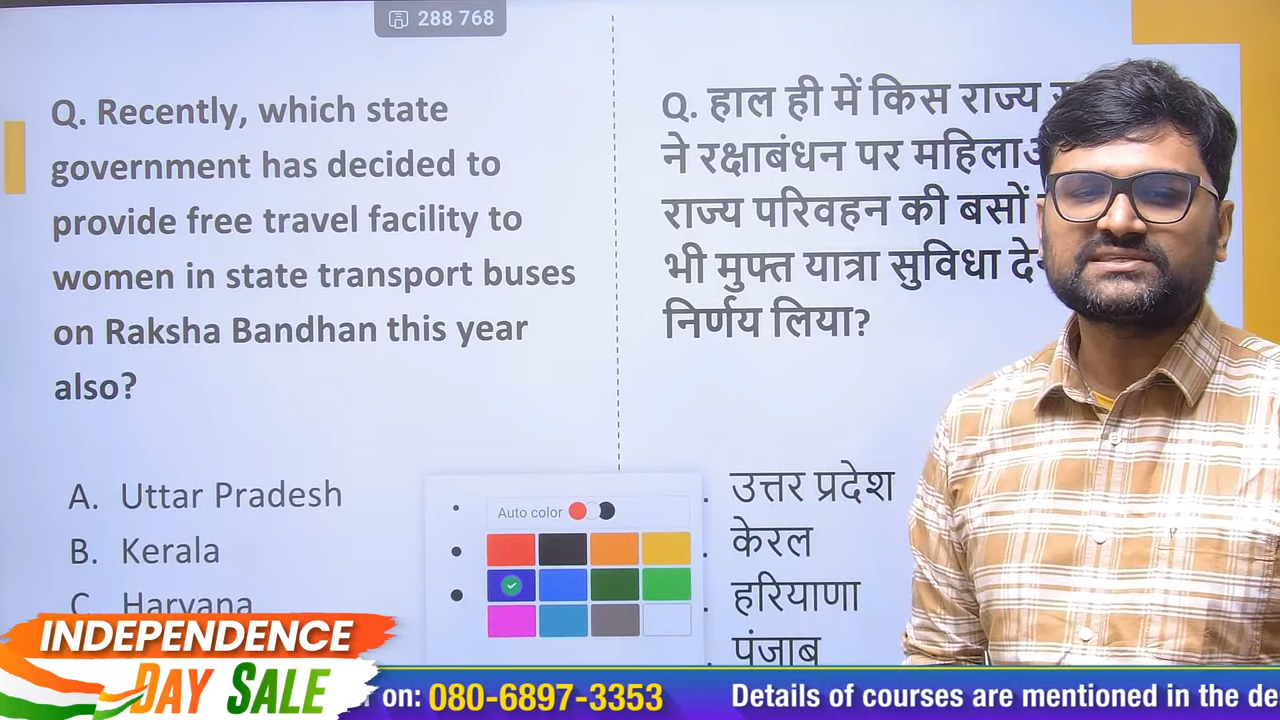 288 768
Q. Recently, which state
government has decided to
provide free travel facility to
women in state transport buses
on Raksha Bandhan this year
also?
A. Uttar Pradesh
B. Kerala
C. Haryana
Q. हाल ही में किस राज्य
ने रक्षाबंधन पर
राज्य परिवहन की बसों
भी मुफ्त यात्रा सुविधा
निर्णय लिया?
उत्तर प्रदेश
केरल
हरियाणा
पंजाब
Auto color
INDEPENDENCE
DAY SALE
on: 080-6897-3353
Details of courses are mentioned in the